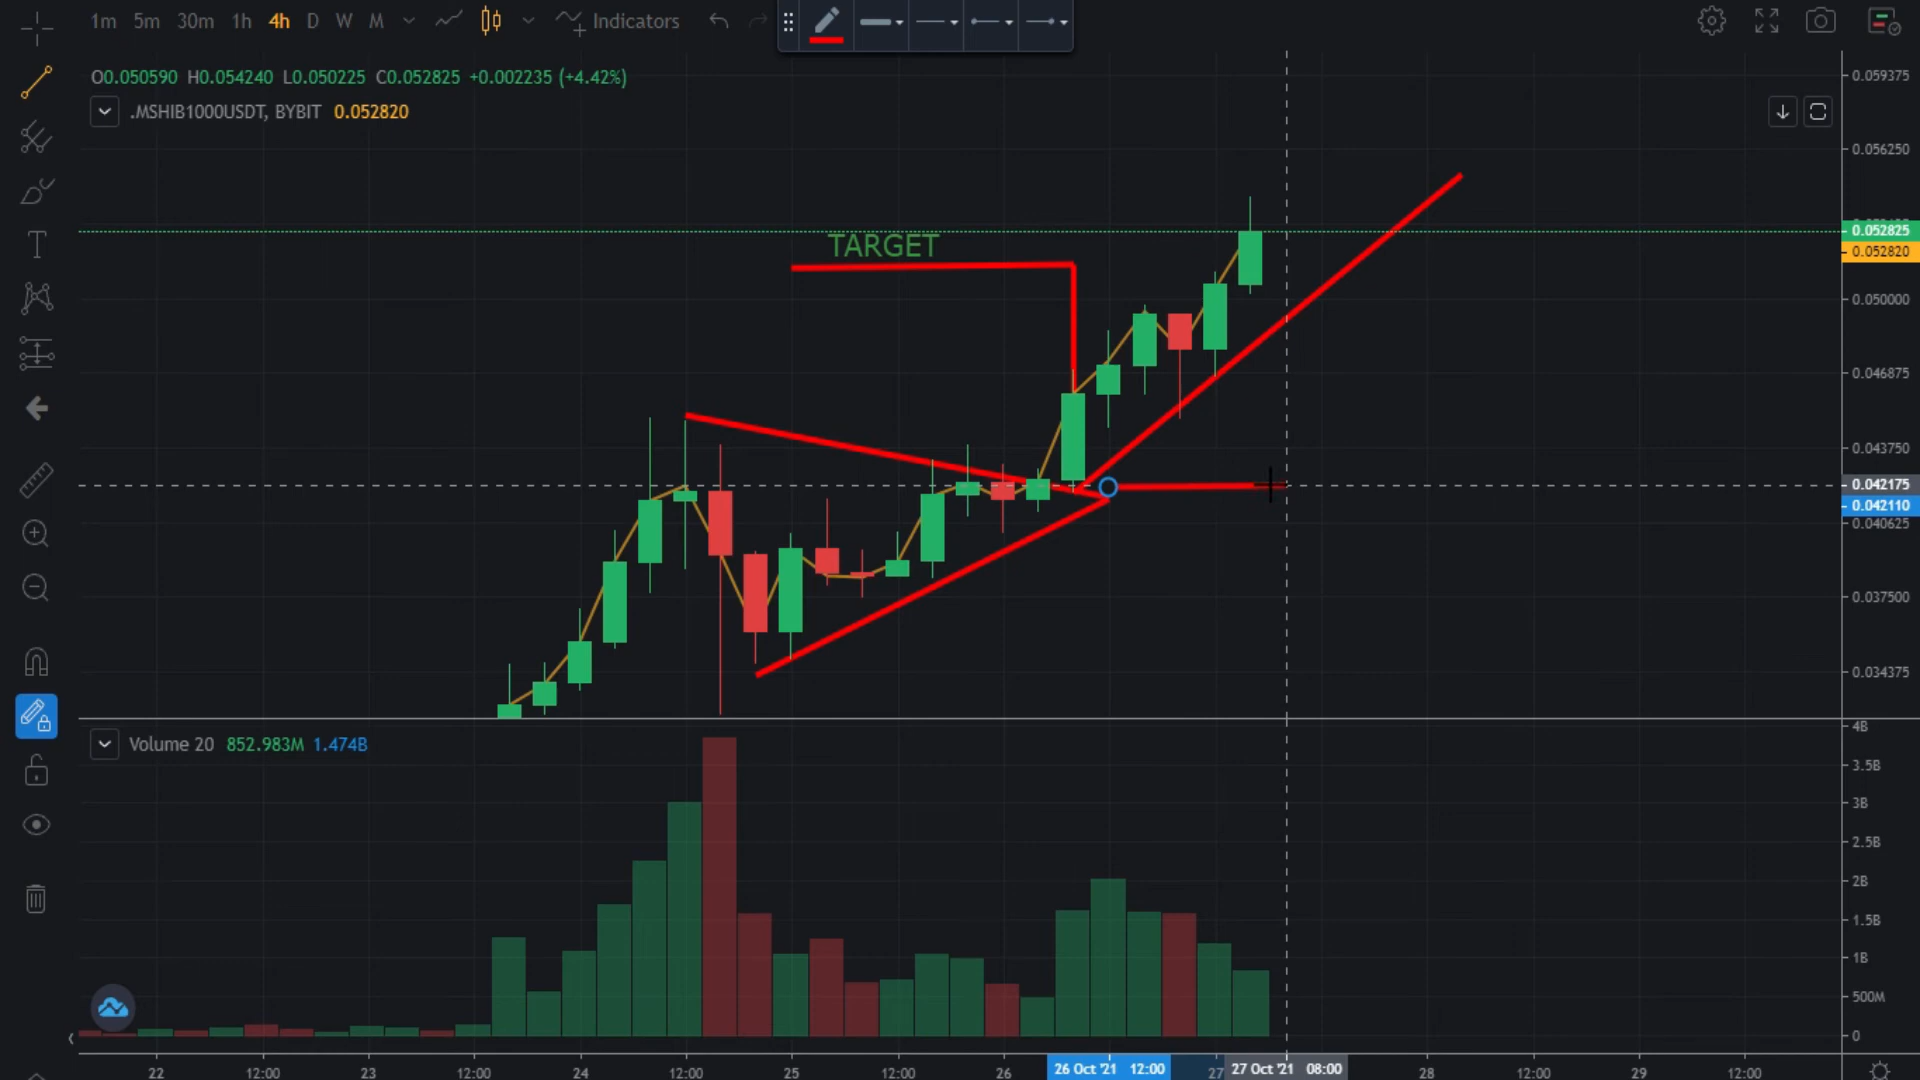 1m 5m 30m 1h 4h D W M Indicators
O0.050590 H0.054240 L0.050225 C0.052825 +0.002235 (+4.42%)
.MSHIB1000USDT, BYBIT 0.052820
TARGET
0.059375
0.056250
0.052825
0.052820
0.050000
0.046875
0.043750
0.042175
0.042110
0.040625
0.037500
0.034375
Volume 20 852.983M 1.474B
4B
3.5B
3B
2.5B
2B
1.5B
1B
500M
0
22 12:00 23 12:00 24 12:00 25 12:00 26 26 Oct '21 12:00 27 27 Oct '21 08:00 28 12:00 29 12:00